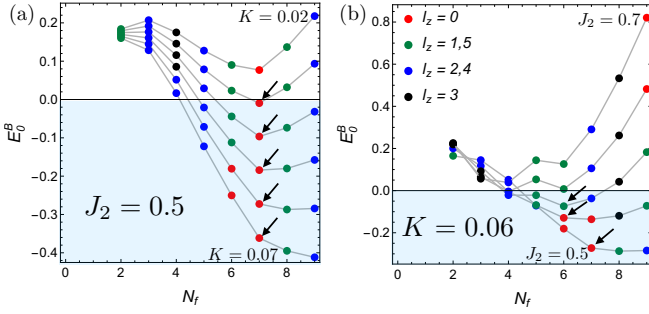 (a)
K = 0.02
0.2
0.1
0.0
-0.1
-0.2
-0.3
-0.4
E_0^B
J_2 = 0.5
K = 0.07
0 2 4 6 8
N_f
(b)
J_2 = 0.7
l_z = 0
l_z = 1,5
l_z = 2,4
l_z = 3
0.8
0.6
0.4
0.2
0.0
-0.2
E_0^B
K = 0.06
J_2 = 0.5
0 2 4 6 8
N_f